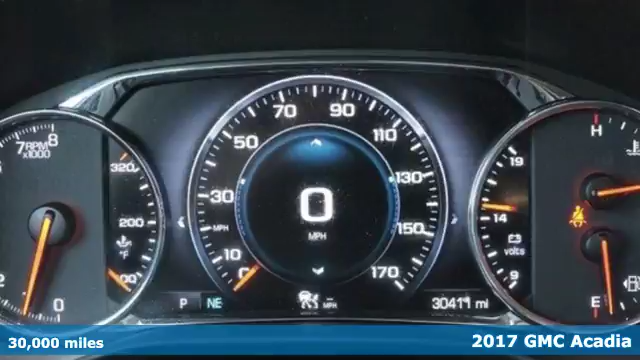 7 8
RPM
x1000
2
0
320
200
°F
10
30
50
70
90
110
130
150
170
0
MPH
0
MPH
MPH
P NE
30411 mi
19
14
volts
9
H
E
30,000 miles
2017 GMC Acadia